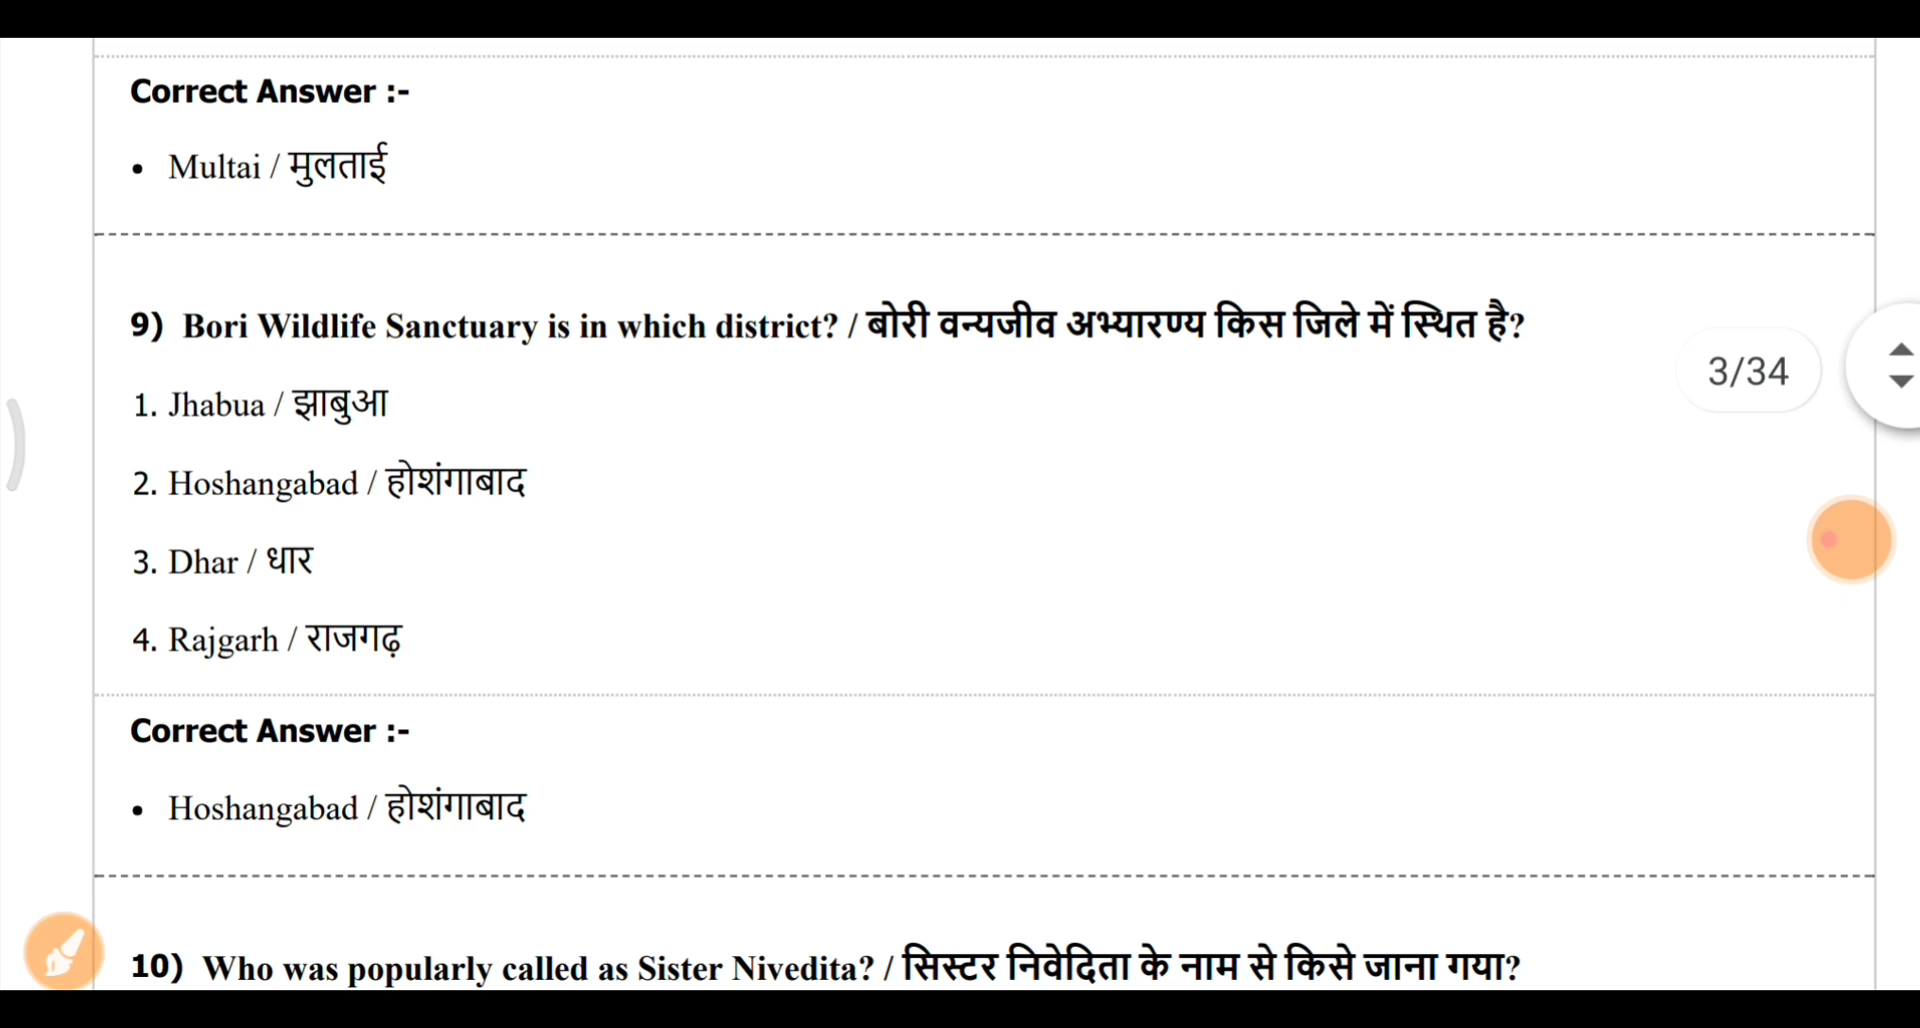 Correct Answer :-
• Multai / मुलताई
9) Bori Wildlife Sanctuary is in which district? / बोरी वन्यजीव अभ्यारण्य किस जिले में स्थित है?
3/34
1. Jhabua / झाबुआ
2. Hoshangabad / होशंगाबाद
3. Dhar / धार
4. Rajgarh / राजगढ़
Correct Answer :-
• Hoshangabad / होशंगाबाद
10) Who was popularly called as Sister Nivedita? / सिस्टर निवेदिता के नाम से किसे जाना गया?